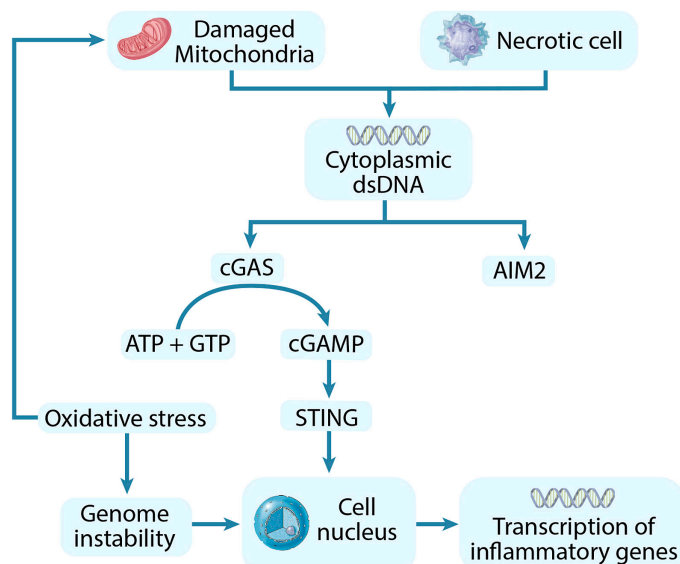 Damaged
Mitochondria
Necrotic cell
Cytoplasmic
dsDNA
cGAS
AIM2
ATP + GTP
cGAMP
Oxidative stress
STING
Genome
instability
Cell
nucleus
Transcription of
inflammatory genes